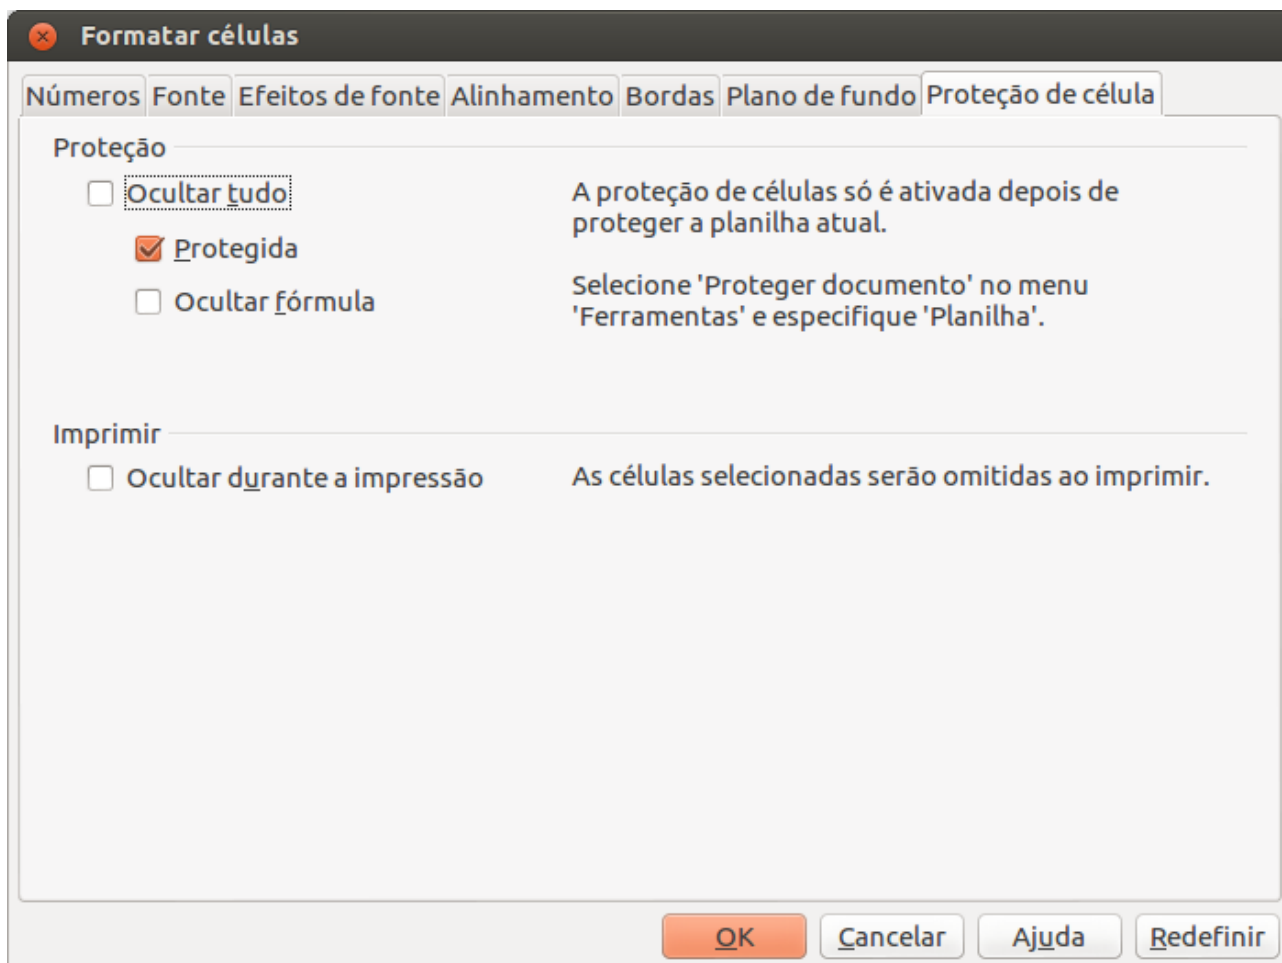 Formatar células
Números Fonte Efeitos de fonte Alinhamento Bordas Plano de fundo Proteção de célula
Proteção
Ocultar tudo
Protegida
Ocultar fórmula
A proteção de células só é ativada depois de
proteger a planilha atual.
Selecione 'Proteger documento' no menu
'Ferramentas' e especifique 'Planilha'.
Imprimir
Ocultar durante a impressão
As células selecionadas serão omitidas ao imprimir.
OK Cancelar Ajuda Redefinir